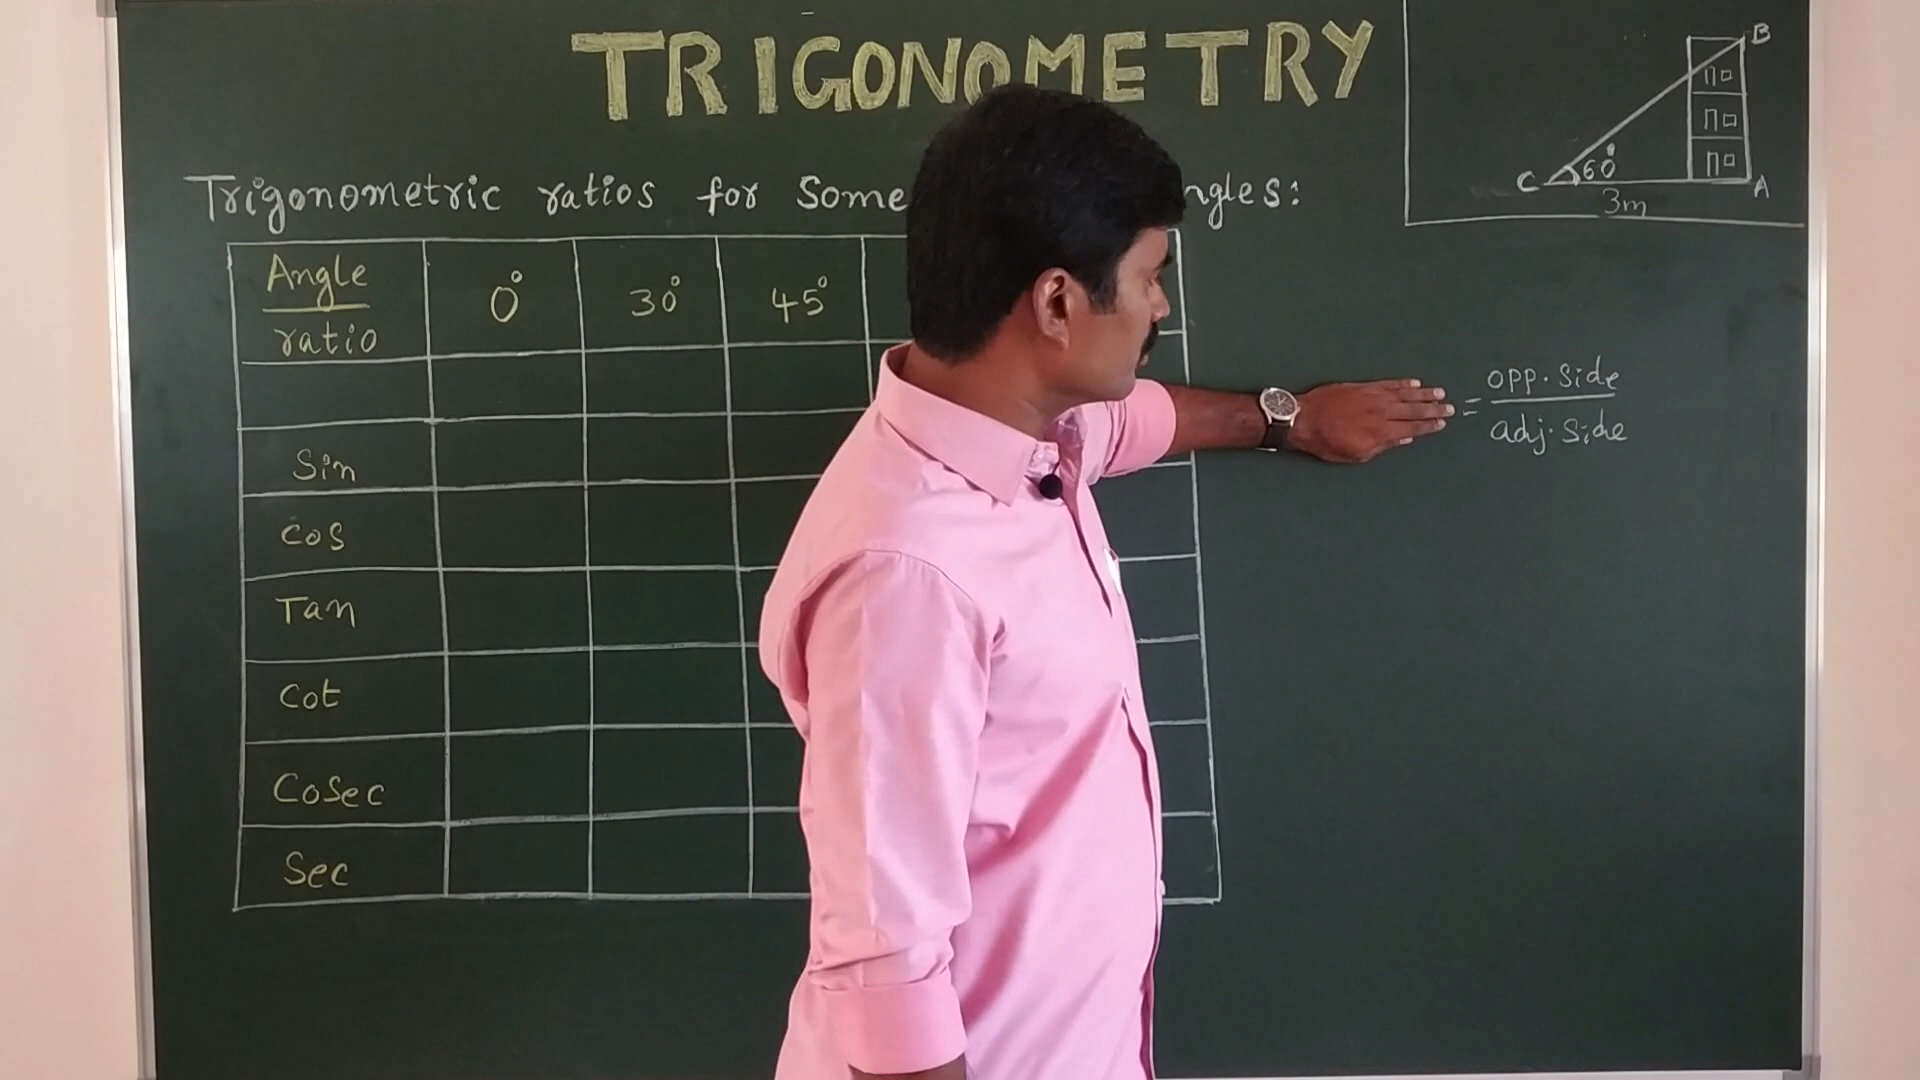 TRIGONOMETRY
Trigonometric ratios for Some ngles:
Angle
ratio
0° 30° 45°
Sin
Cos
Tan
Cot
Cosec
Sec
B
C 60° A
3m
= opp. Side
adj. Side